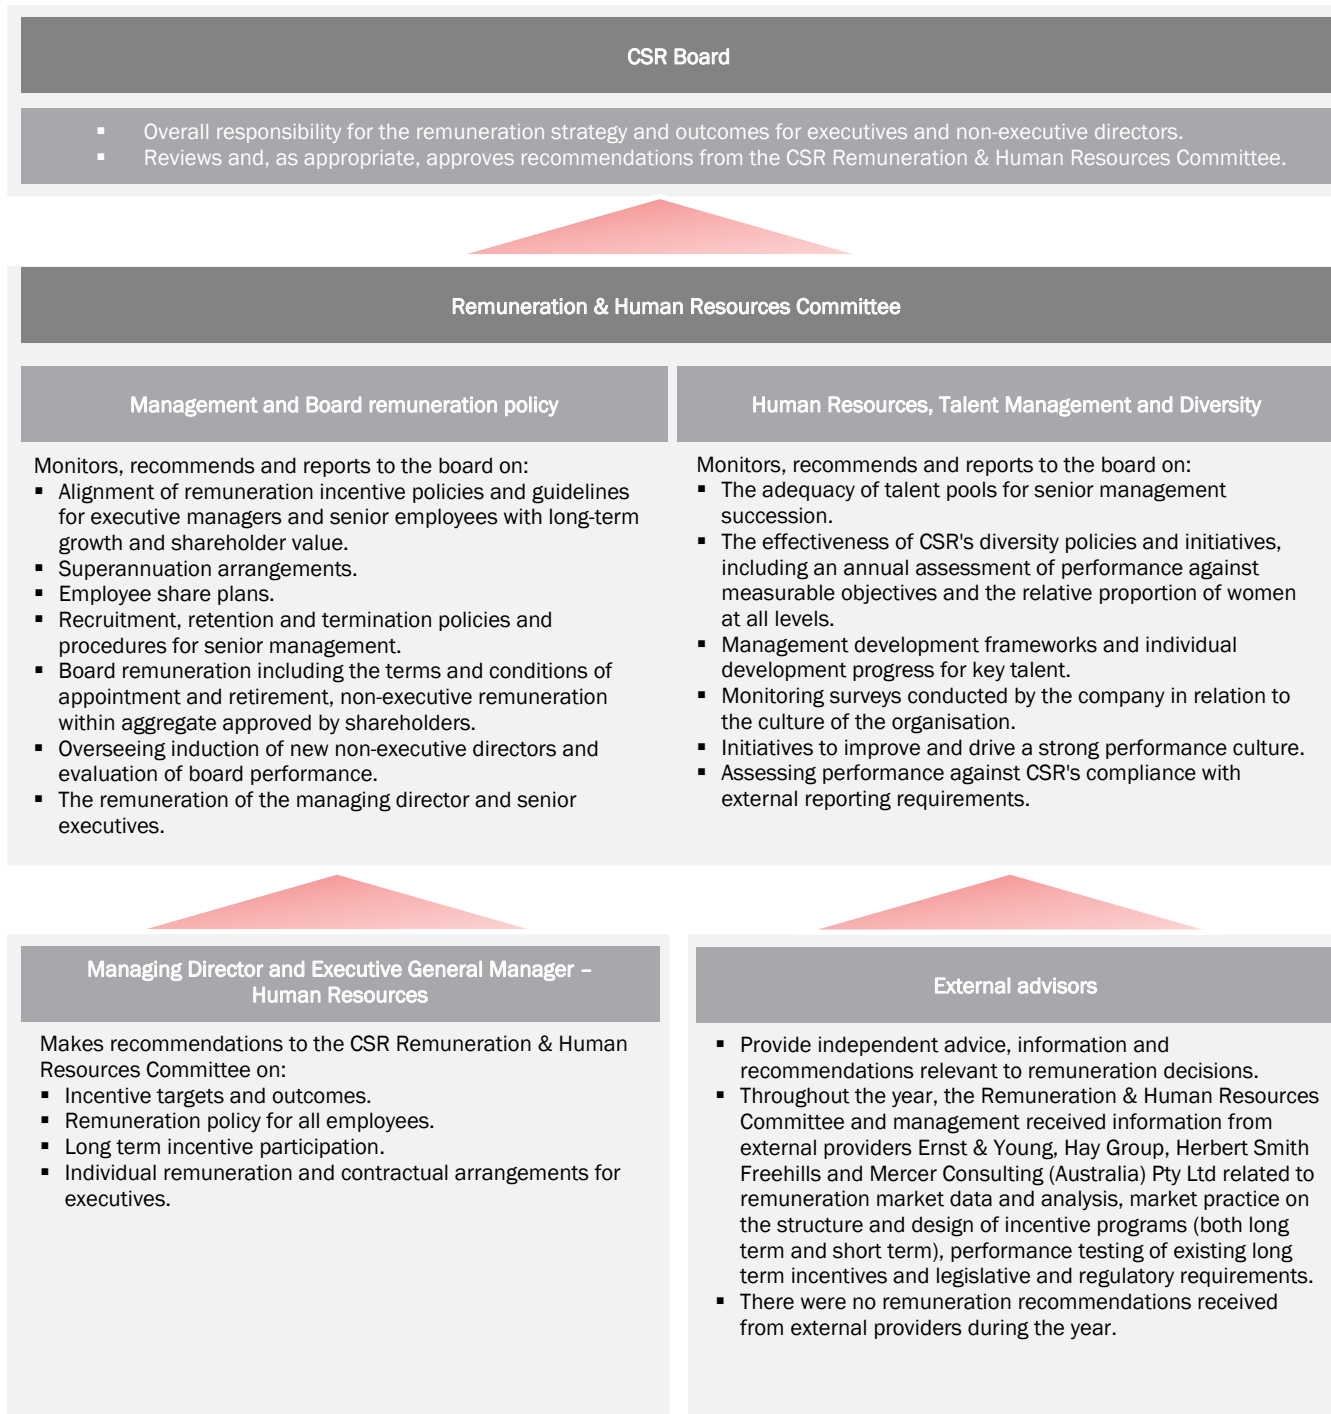 CSR Board
▪ Overall responsibility for the remuneration strategy and outcomes for executives and non-executive directors.
▪ Reviews and, as appropriate, approves recommendations from the CSR Remuneration & Human Resources Committee.
Remuneration & Human Resources Committee
Management and Board remuneration policy
Monitors, recommends and reports to the board on:
▪ Alignment of remuneration incentive policies and guidelines
for executive managers and senior employees with long-term
growth and shareholder value.
▪ Superannuation arrangements.
▪ Employee share plans.
▪ Recruitment, retention and termination policies and
procedures for senior management.
▪ Board remuneration including the terms and conditions of
appointment and retirement, non-executive remuneration
within aggregate approved by shareholders.
▪ Overseeing induction of new non-executive directors and
evaluation of board performance.
▪ The remuneration of the managing director and senior
executives.
Human Resources, Talent Management and Diversity
Monitors, recommends and reports to the board on:
▪ The adequacy of talent pools for senior management
succession.
▪ The effectiveness of CSR's diversity policies and initiatives,
including an annual assessment of performance against
measurable objectives and the relative proportion of women
at all levels.
▪ Management development frameworks and individual
development progress for key talent.
▪ Monitoring surveys conducted by the company in relation to
the culture of the organisation.
▪ Initiatives to improve and drive a strong performance culture.
▪ Assessing performance against CSR's compliance with
external reporting requirements.
Managing Director and Executive General Manager –
Human Resources
Makes recommendations to the CSR Remuneration & Human
Resources Committee on:
▪ Incentive targets and outcomes.
▪ Remuneration policy for all employees.
▪ Long term incentive participation.
▪ Individual remuneration and contractual arrangements for
executives.
External advisors
▪ Provide independent advice, information and
recommendations relevant to remuneration decisions.
▪ Throughout the year, the Remuneration & Human Resources
Committee and management received information from
external providers Ernst & Young, Hay Group, Herbert Smith
Freehills and Mercer Consulting (Australia) Pty Ltd related to
remuneration market data and analysis, market practice on
the structure and design of incentive programs (both long
term and short term), performance testing of existing long
term incentives and legislative and regulatory requirements.
▪ There were no remuneration recommendations received
from external providers during the year.